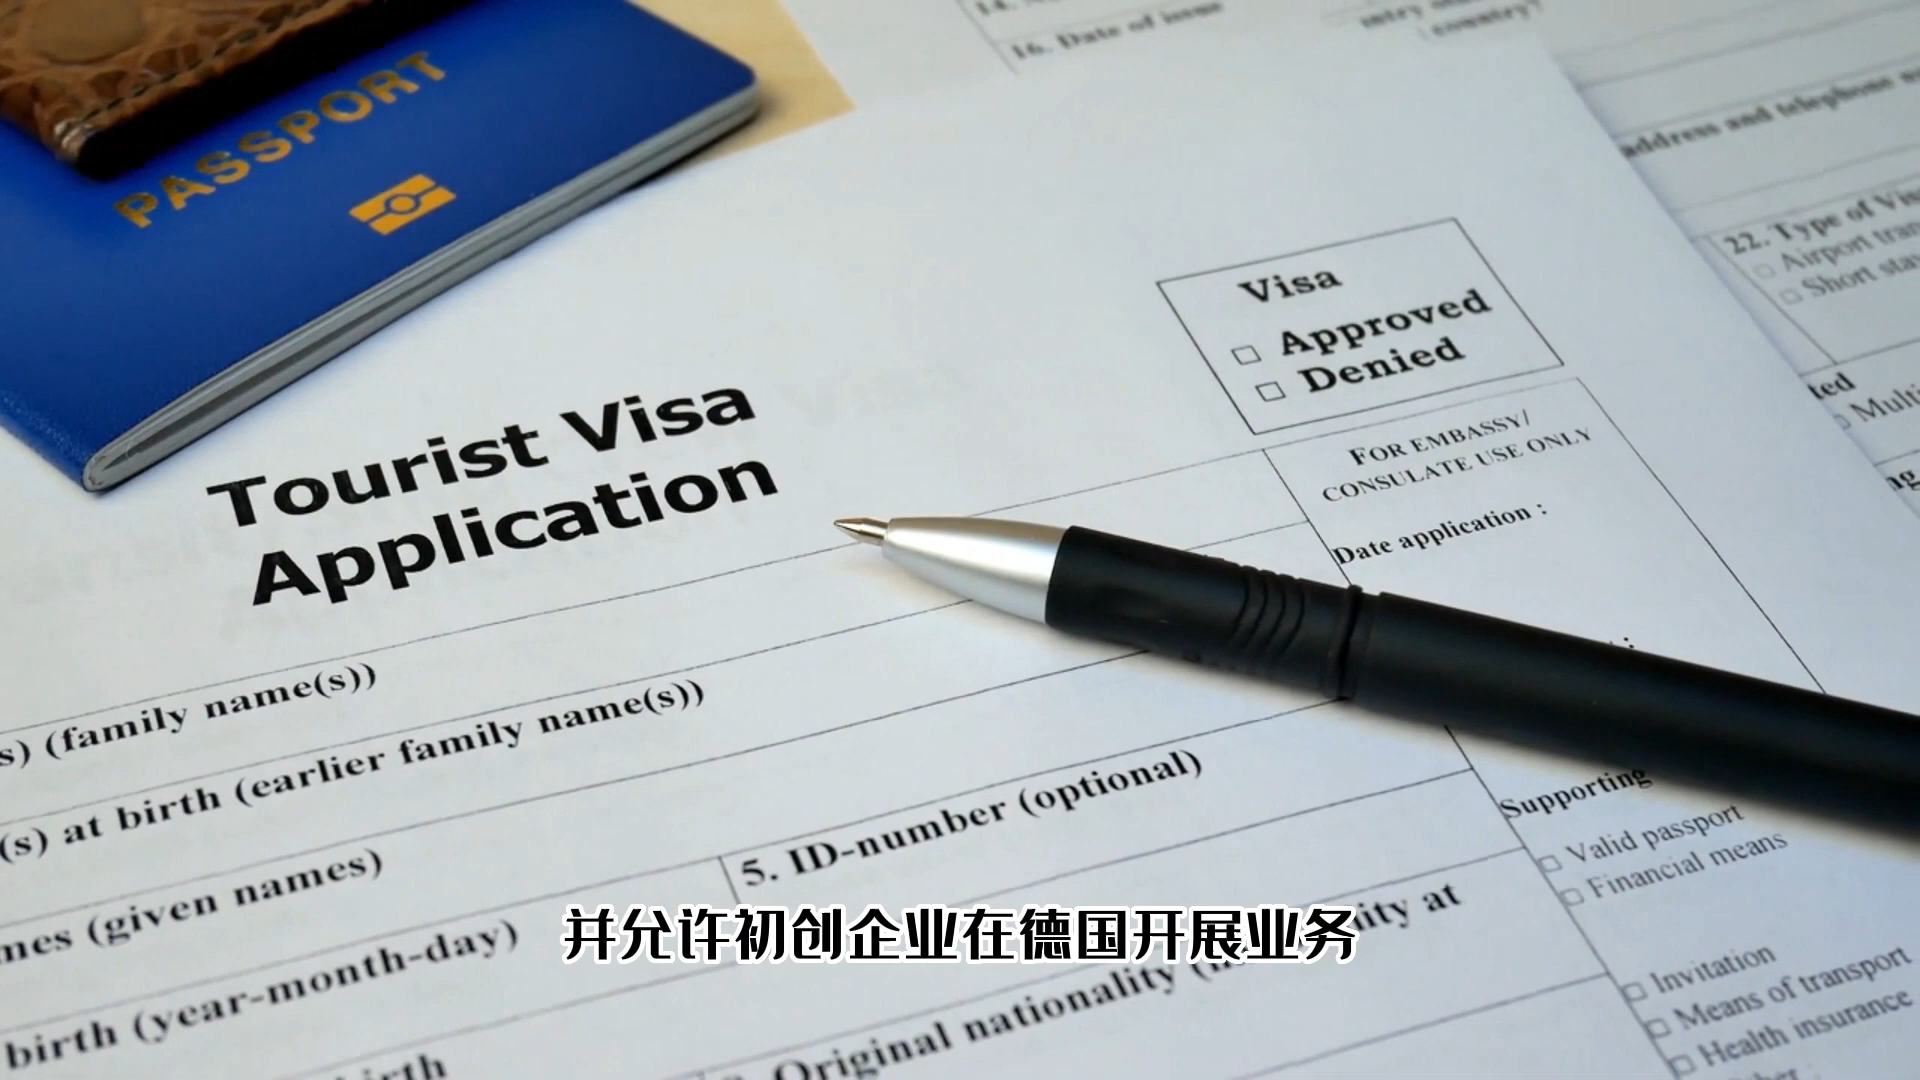 PASSPORT
14.
16. Date of issue
country?
address and telephone
22. Type of
Airport
Short
Visa
Approved
Denied
Tourist Visa
Application
FOR EMBASSY/
CONSULATE USE ONLY
Date application :
s) (family name(s))
(s) at birth (earlier family name(s))
(given names)
5. ID-number (optional)
birth (year-month-day)
Original nationality
at
Supporting
Valid passport
Financial means
Invitation
Means of transport
Health insurance
并允许初创企业在德国开展业务